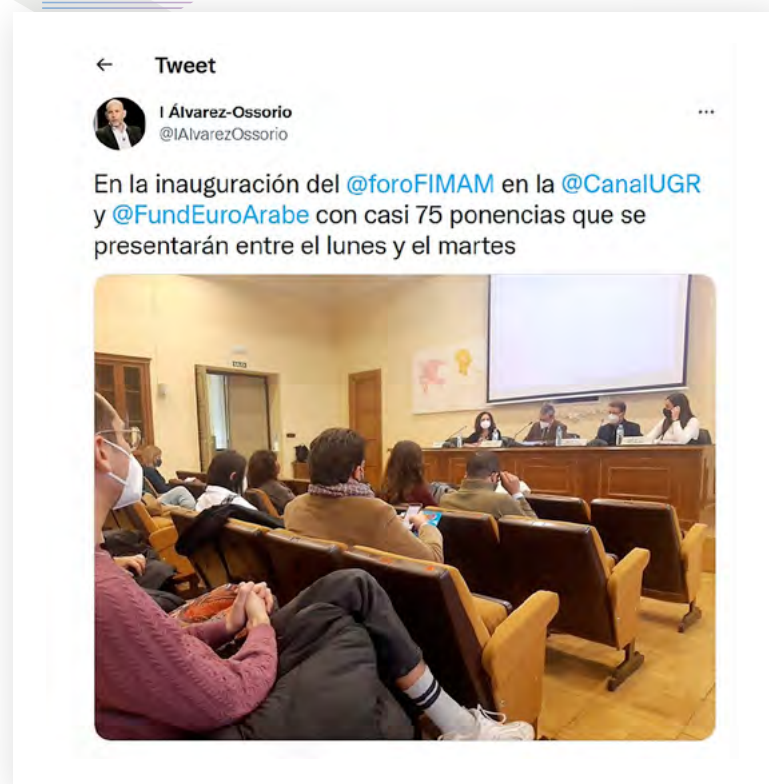 Tweet
I Álvarez-Ossorio
@IAlvarezOssorio
En la inauguración del @foroFIMAM en la @CanalUGR
y @FundEuroArabe con casi 75 ponencias que se
presentarán entre el lunes y el martes